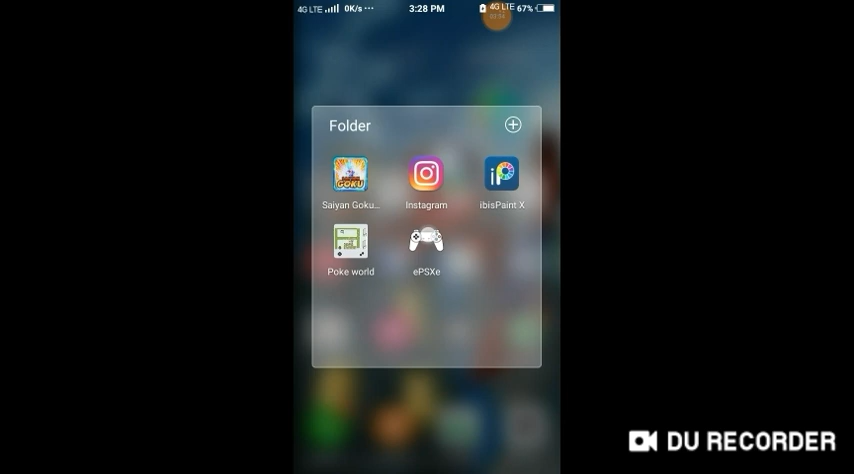 4G LTE 0K/s ··· 3:28 PM 4G LTE 67%
Folder
Saiyan Goku... Instagram ibisPaint X
Poke world ePSXe
DU RECORDER